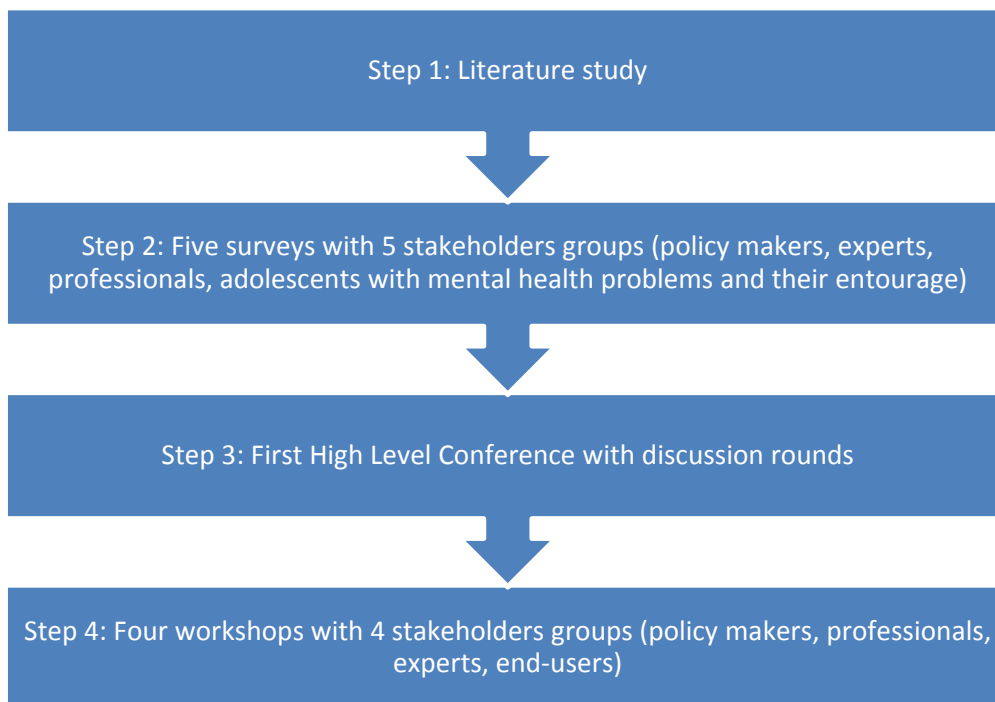 Step 1: Literature study
Step 2: Five surveys with 5 stakeholders groups (policy makers, experts,
professionals, adolescents with mental health problems and their entourage)
Step 3: First High Level Conference with discussion rounds
Step 4: Four workshops with 4 stakeholders groups (policy makers, professionals,
experts, end-users)